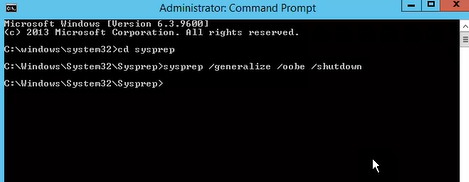 Administrator: Command Prompt
Microsoft Windows [Version 6.3.9600]
(c) 2013 Microsoft Corporation. All rights reserved.
C:\windows\system32>cd sysprep
C:\Windows\System32\Sysprep>sysprep /generalize /oobe /shutdown
C:\Windows\System32\Sysprep>